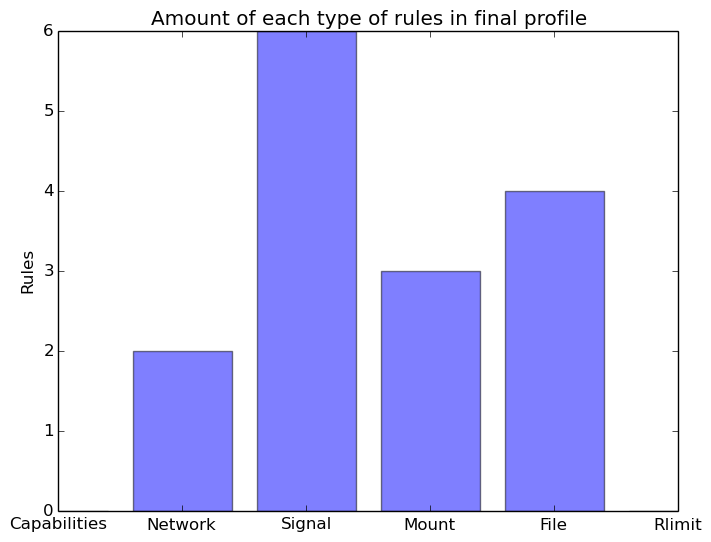 Amount of each type of rules in final profile
6
5
4
3
2
1
0
Rules
Capabilities Network Signal Mount File Rlimit